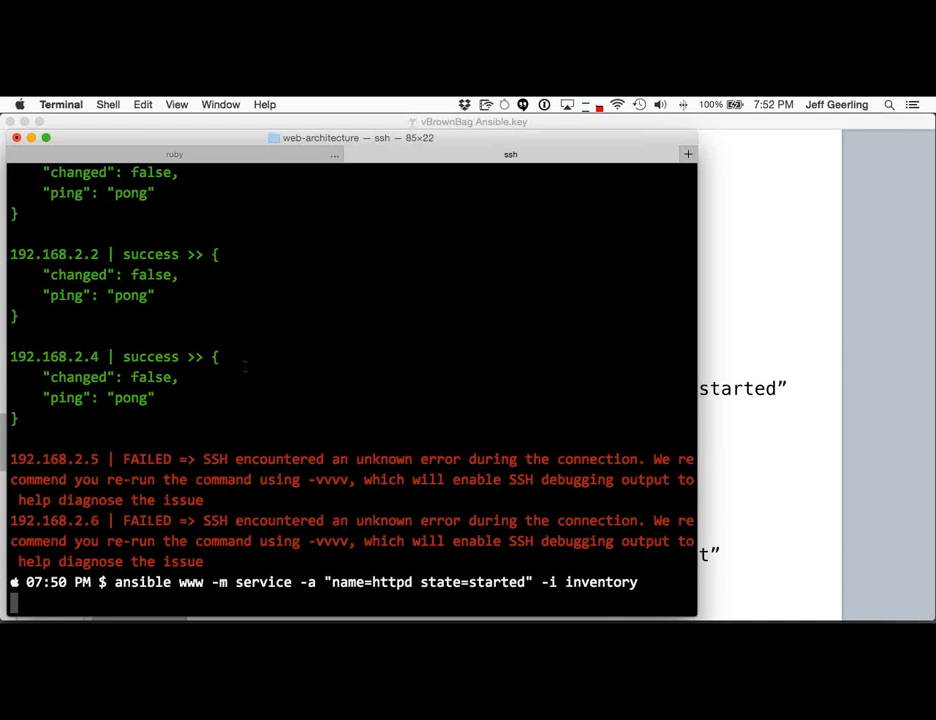 Terminal Shell Edit View Window Help 100% 7:52 PM Jeff Geerling
vBrownBag Ansible.key
web-architecture — ssh — 85×22
ruby ... ssh +
"changed": false,
"ping": "pong"
}
192.168.2.2 | success >> {
"changed": false,
"ping": "pong"
}
192.168.2.4 | success >> {
"changed": false,
"ping": "pong"
}
started”
192.168.2.5 | FAILED => SSH encountered an unknown error during the connection. We re
commend you re-run the command using -vvvv, which will enable SSH debugging output to
help diagnose the issue
192.168.2.6 | FAILED => SSH encountered an unknown error during the connection. We re
commend you re-run the command using -vvvv, which will enable SSH debugging output to
t”
help diagnose the issue
07:50 PM $ ansible www -m service -a "name=httpd state=started" -i inventory